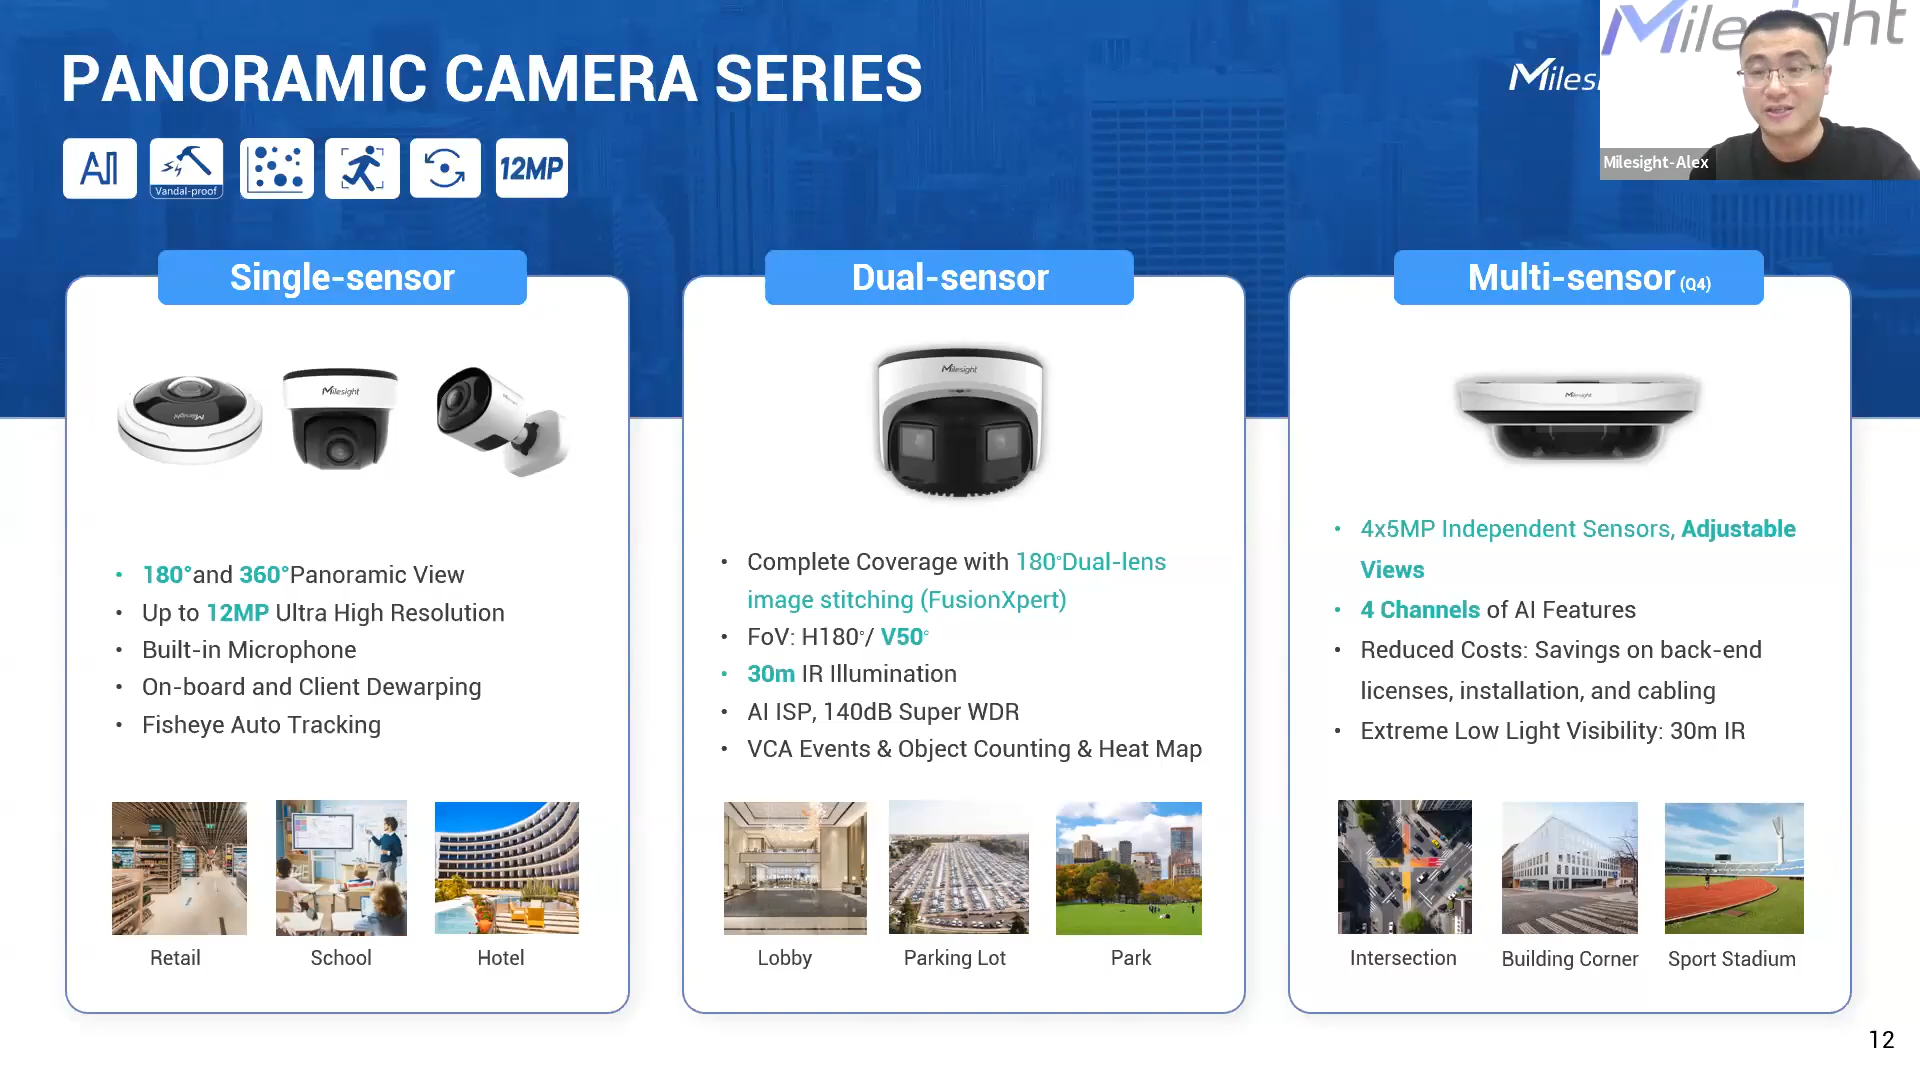 PANORAMIC CAMERA SERIES
Milesight
Milesight-Alex
AI
Vandal-proof
12MP
Single-sensor
Milesight
Milesight
180°and 360°Panoramic View
Up to 12MP Ultra High Resolution
Built-in Microphone
On-board and Client Dewarping
Fisheye Auto Tracking
Retail
School
Hotel
Dual-sensor
Milesight
Complete Coverage with 180°Dual-lens
image stitching (FusionXpert)
FoV: H180°/ V50°
30m IR Illumination
AI ISP, 140dB Super WDR
VCA Events & Object Counting & Heat Map
Lobby
Parking Lot
Park
Multi-sensor (Q4)
Milesight
4x5MP Independent Sensors, Adjustable
Views
4 Channels of AI Features
Reduced Costs: Savings on back-end
licenses, installation, and cabling
Extreme Low Light Visibility: 30m IR
Intersection
Building Corner
Sport Stadium
12